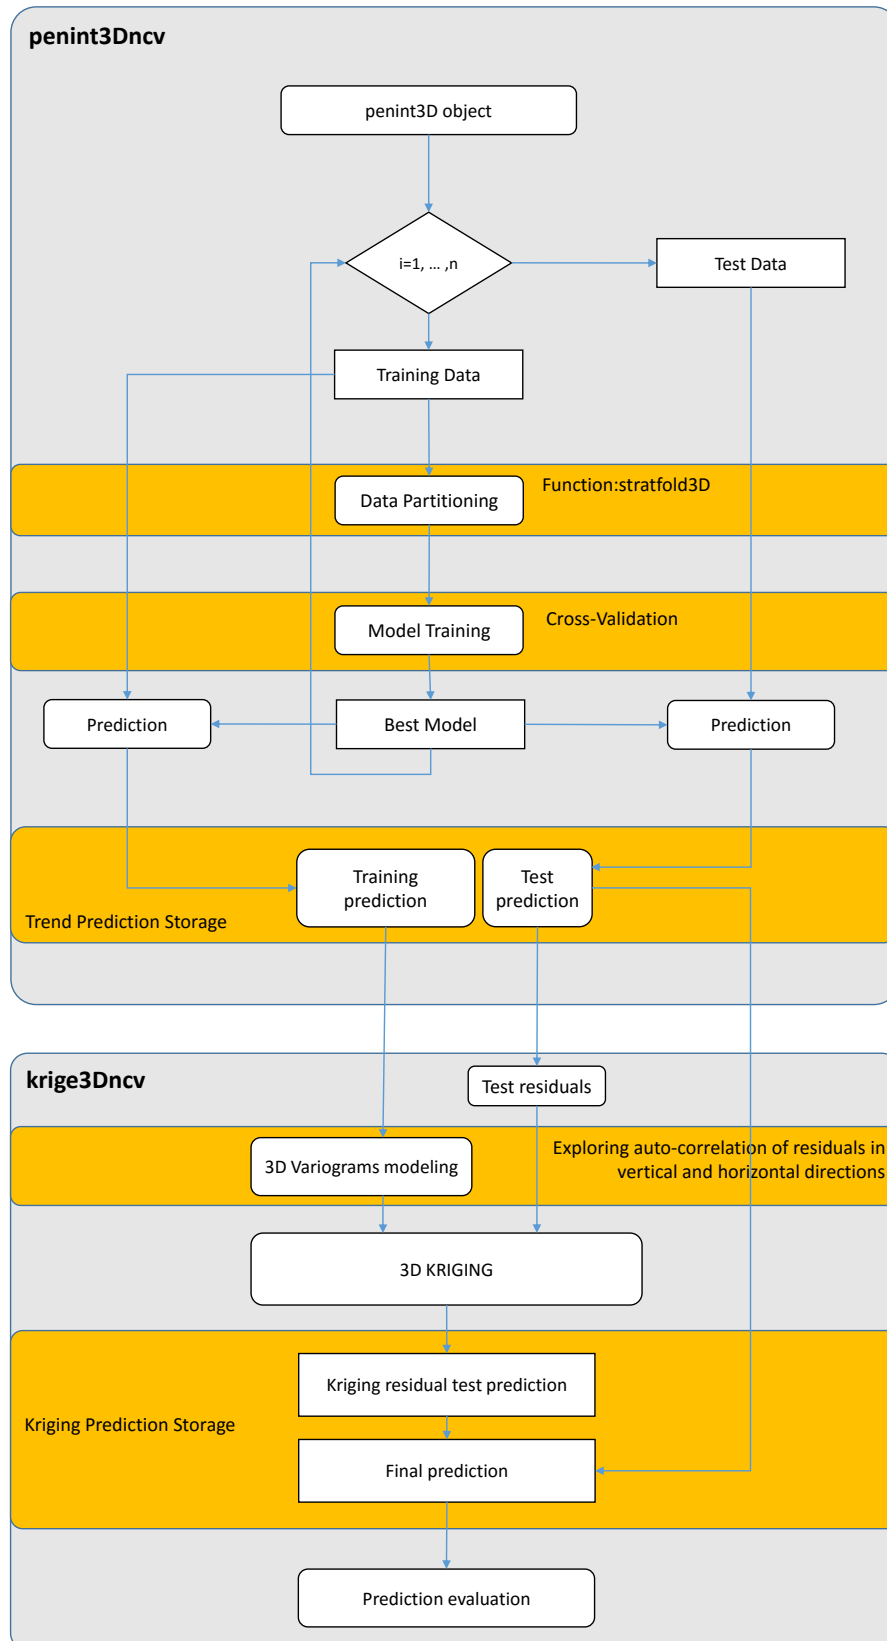 penint3Dncv
penint3D object
i=1, ... ,n
Test Data
Training Data
Function:stratfold3D
Data Partitioning
Cross-Validation
Model Training
Prediction
Best Model
Prediction
Training
prediction
Test
prediction
Trend Prediction Storage
krige3Dncv
Test residuals
Exploring auto-correlation of residuals in
vertical and horizontal directions
3D Variograms modeling
3D KRIGING
Kriging residual test prediction
Kriging Prediction Storage
Final prediction
Prediction evaluation